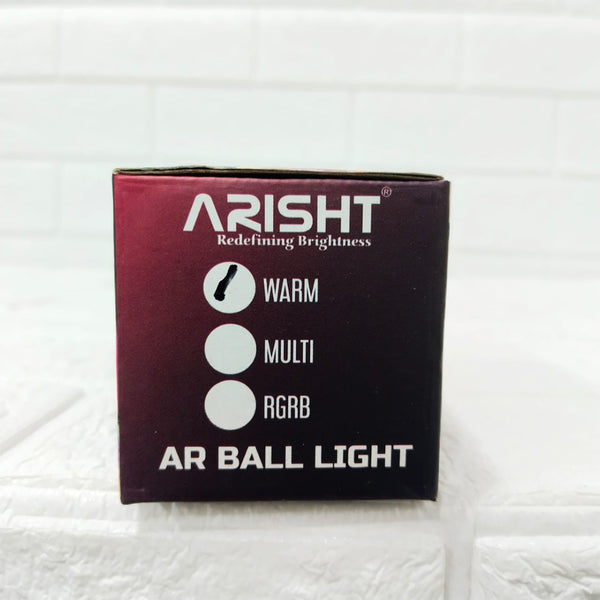 ARISHT®
Redefining Brightness
WARM
MULTI
RGRB
AR BALL LIGHT